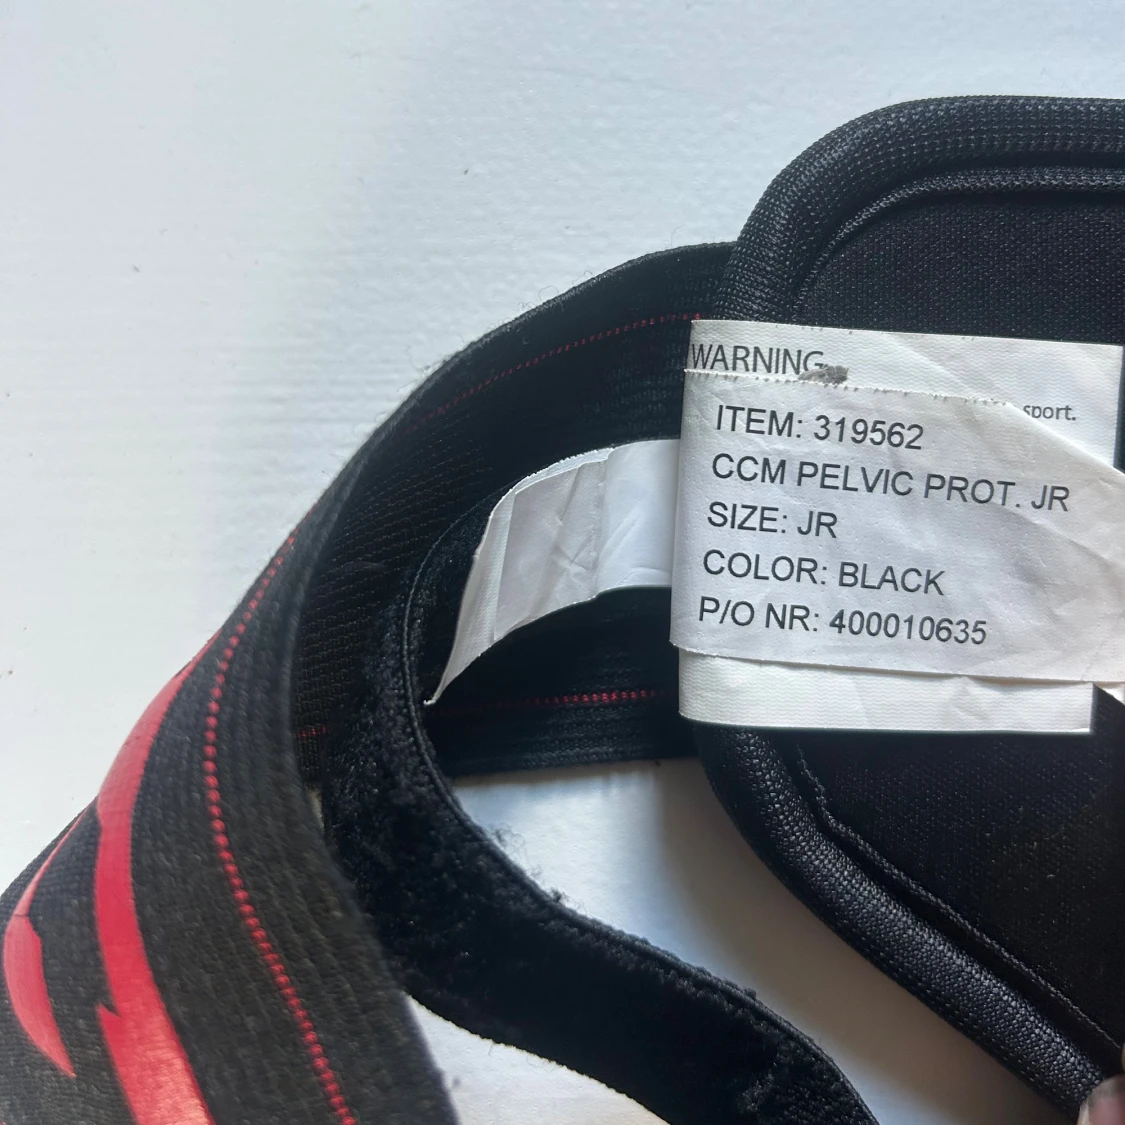 WARNING
sport.
ITEM: 319562
CCM PELVIC PROT. JR
SIZE: JR
COLOR: BLACK
P/O NR: 400010635